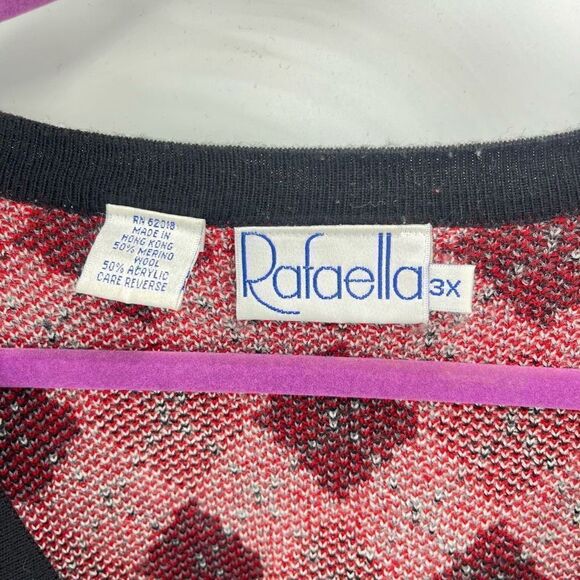 RN 62018
MADE IN
HONG KONG
50% MERINO
WOOL
50% ACRYLIC
CARE REVERSE
Rafaella
3X